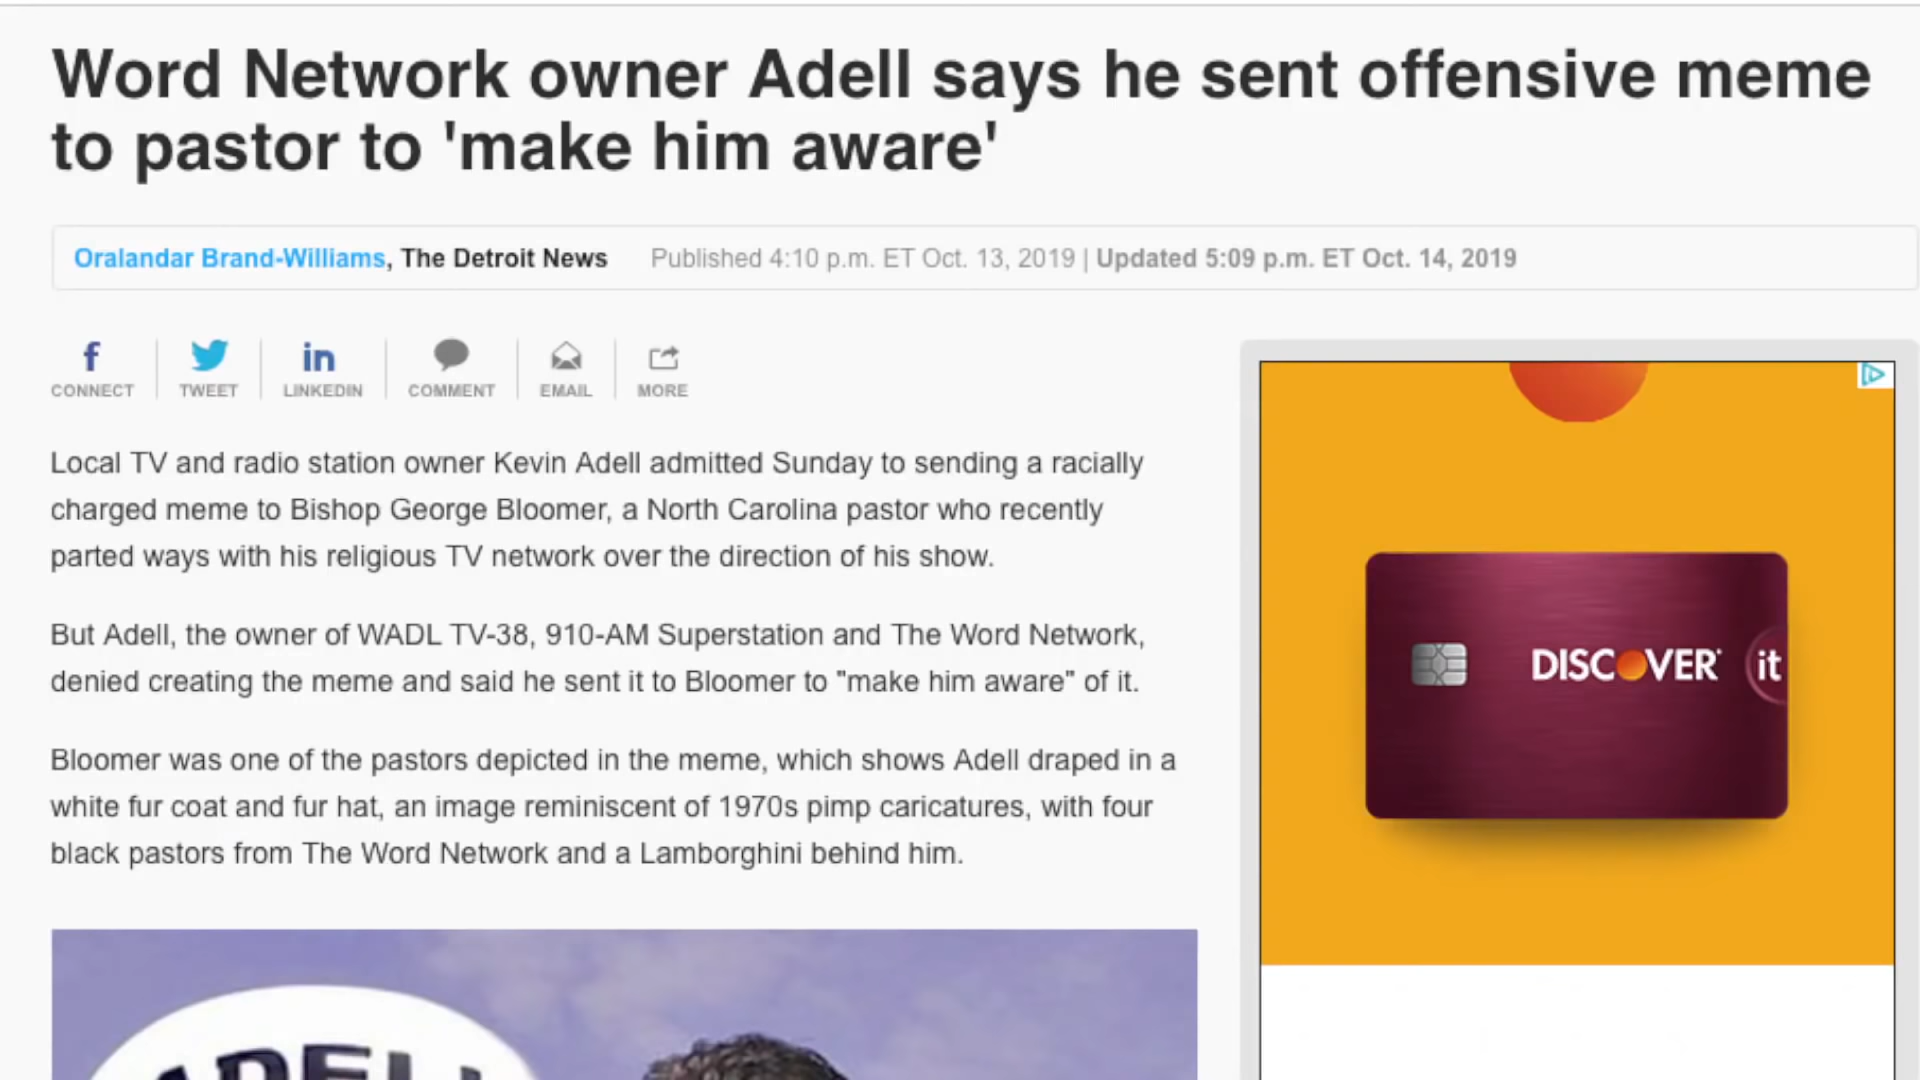 Word Network owner Adell says he sent offensive meme
to pastor to 'make him aware'
Oralandar Brand-Williams, The Detroit News Published 4:10 p.m. ET Oct. 13, 2019 | Updated 5:09 p.m. ET Oct. 14, 2019
f
CONNECT
TWEET
in
LINKEDIN
COMMENT
EMAIL
MORE
Local TV and radio station owner Kevin Adell admitted Sunday to sending a racially
charged meme to Bishop George Bloomer, a North Carolina pastor who recently
parted ways with his religious TV network over the direction of his show.
But Adell, the owner of WADL TV-38, 910-AM Superstation and The Word Network,
denied creating the meme and said he sent it to Bloomer to "make him aware" of it.
Bloomer was one of the pastors depicted in the meme, which shows Adell draped in a
white fur coat and fur hat, an image reminiscent of 1970s pimp caricatures, with four
black pastors from The Word Network and a Lamborghini behind him.
ADELL
DISCOVER it